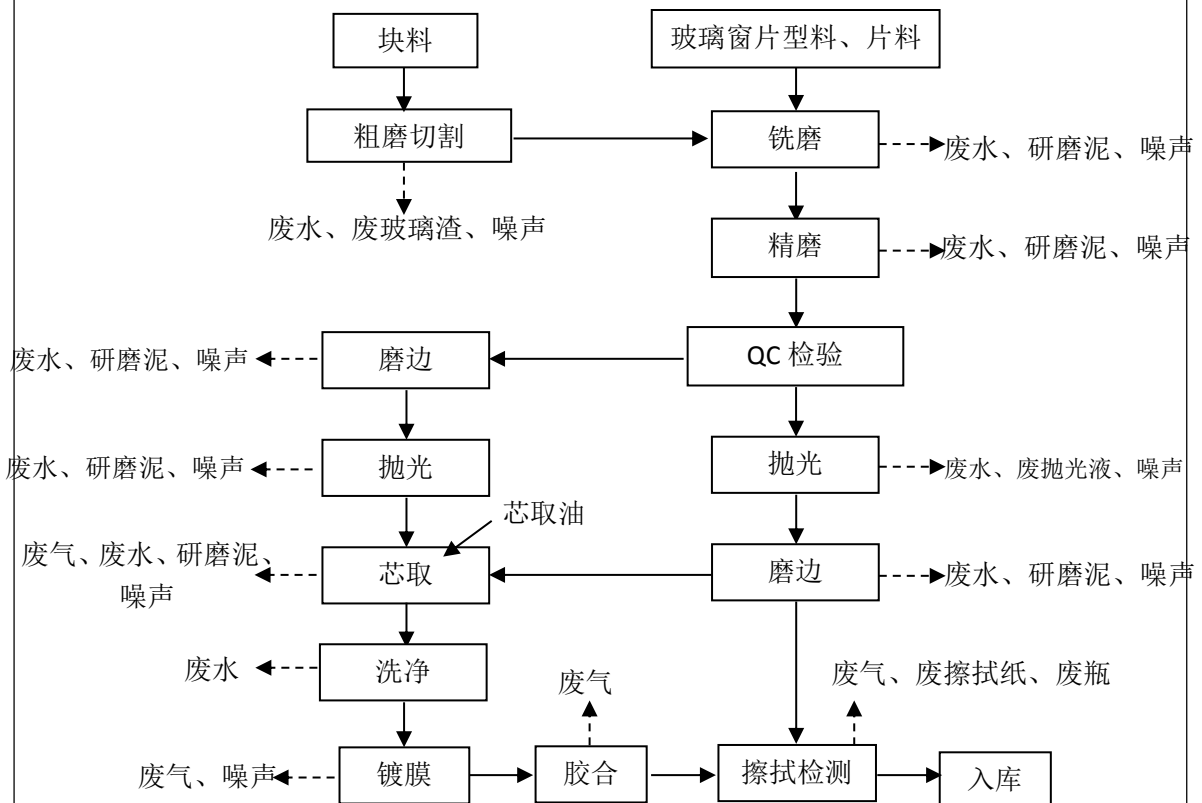 块料
玻璃窗片型料、片料
粗磨切割
铣磨
废水、研磨泥、噪声
废水、废玻璃渣、噪声
精磨
废水、研磨泥、噪声
废水、研磨泥、噪声
磨边
QC 检验
废水、研磨泥、噪声
抛光
抛光
废水、废抛光液、噪声
芯取油
废气、废水、研磨泥、
噪声
芯取
磨边
废水、研磨泥、噪声
废水
洗净
废气
废气、废擦拭纸、废瓶
废气、噪声
镀膜
胶合
擦拭检测
入库